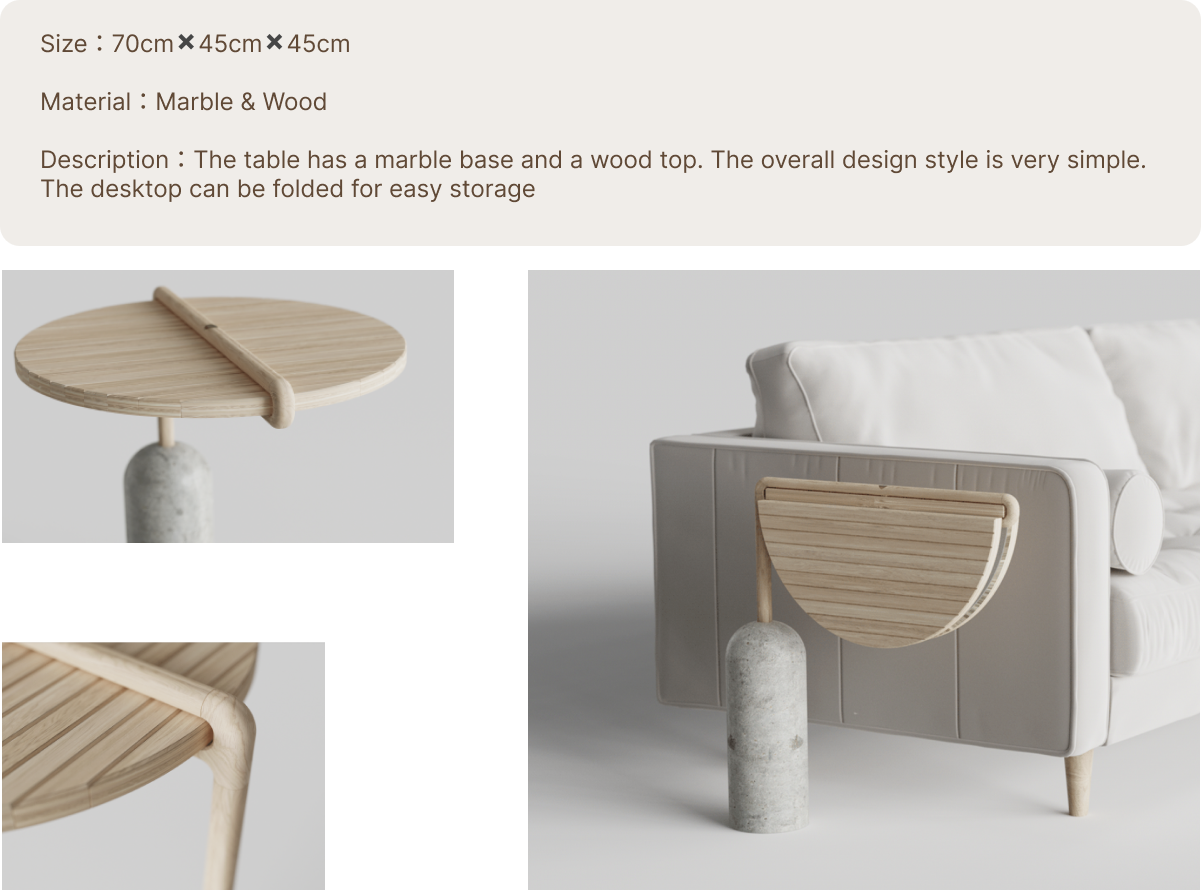 Size：70cm✖45cm✖45cm
Material：Marble & Wood
Description：The table has a marble base and a wood top. The overall design style is very simple.
The desktop can be folded for easy storage